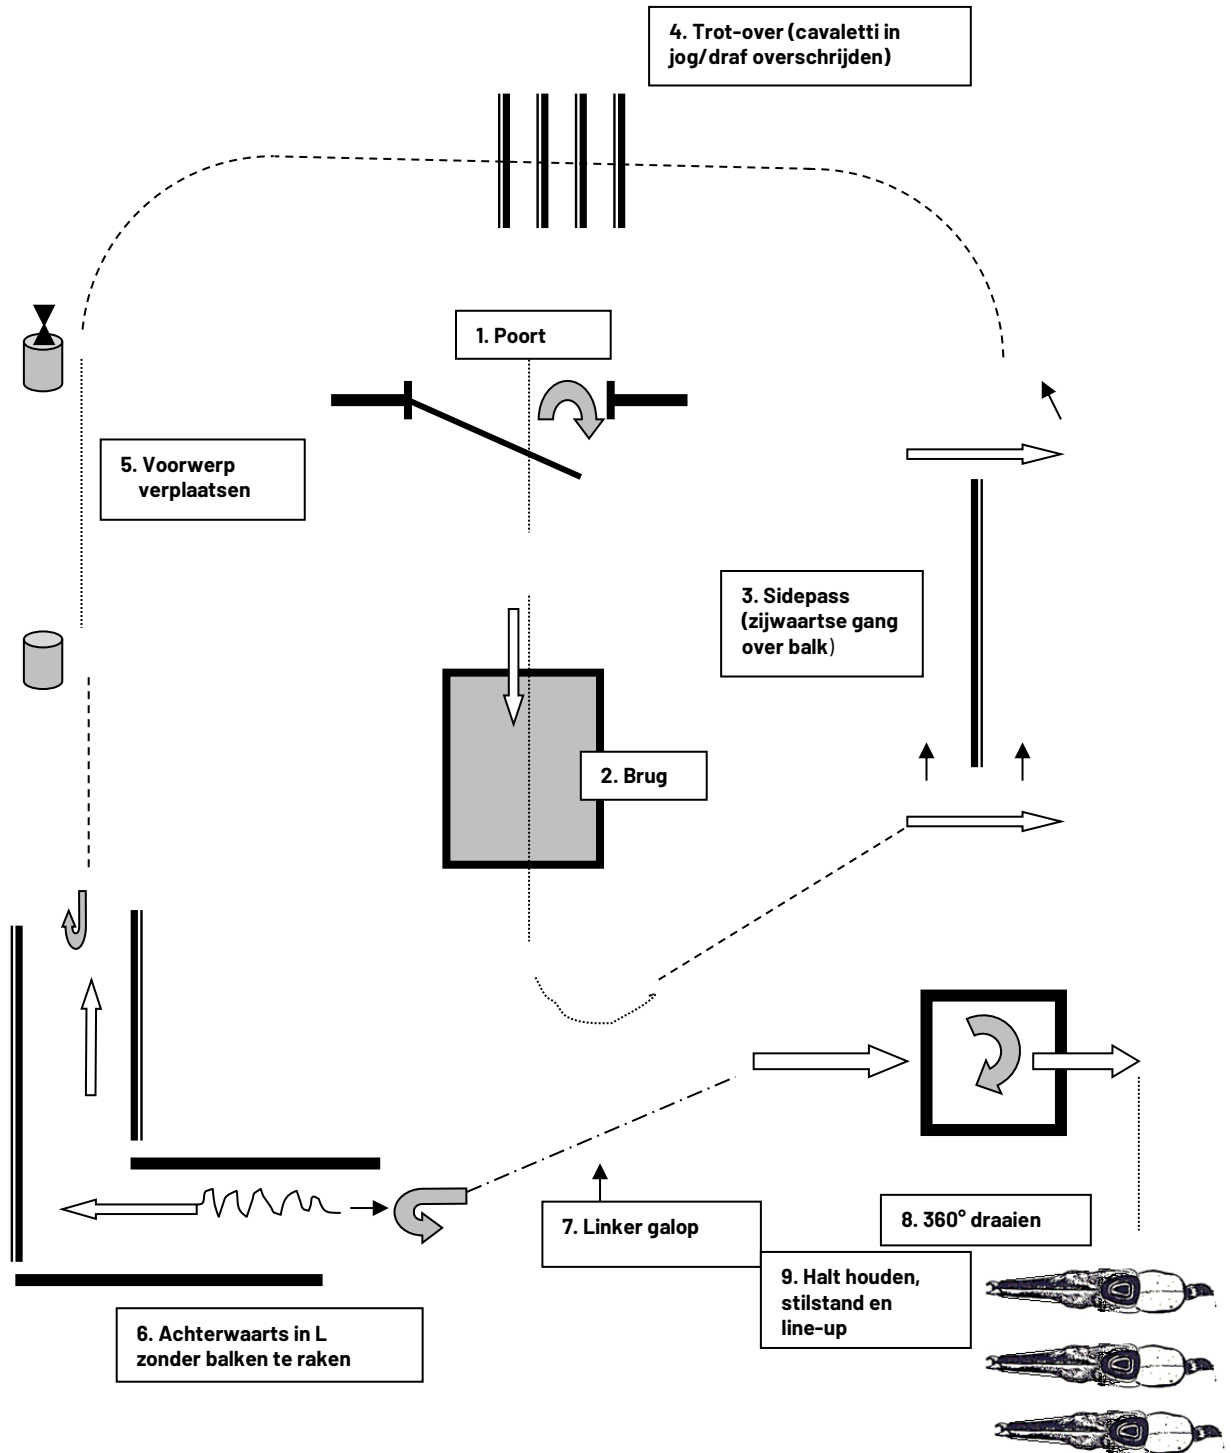 4. Trot-over (cavaletti in
jog/draf overschrijden)
1. Poort
5. Voorwerp
verplaatsen
3. Sidepass
(zijwaartse gang
over balk)
2. Brug
7. Linker galop
8. 360° draaien
9. Halt houden,
stilstand en
line-up
6. Achterwaarts in L
zonder balken te raken